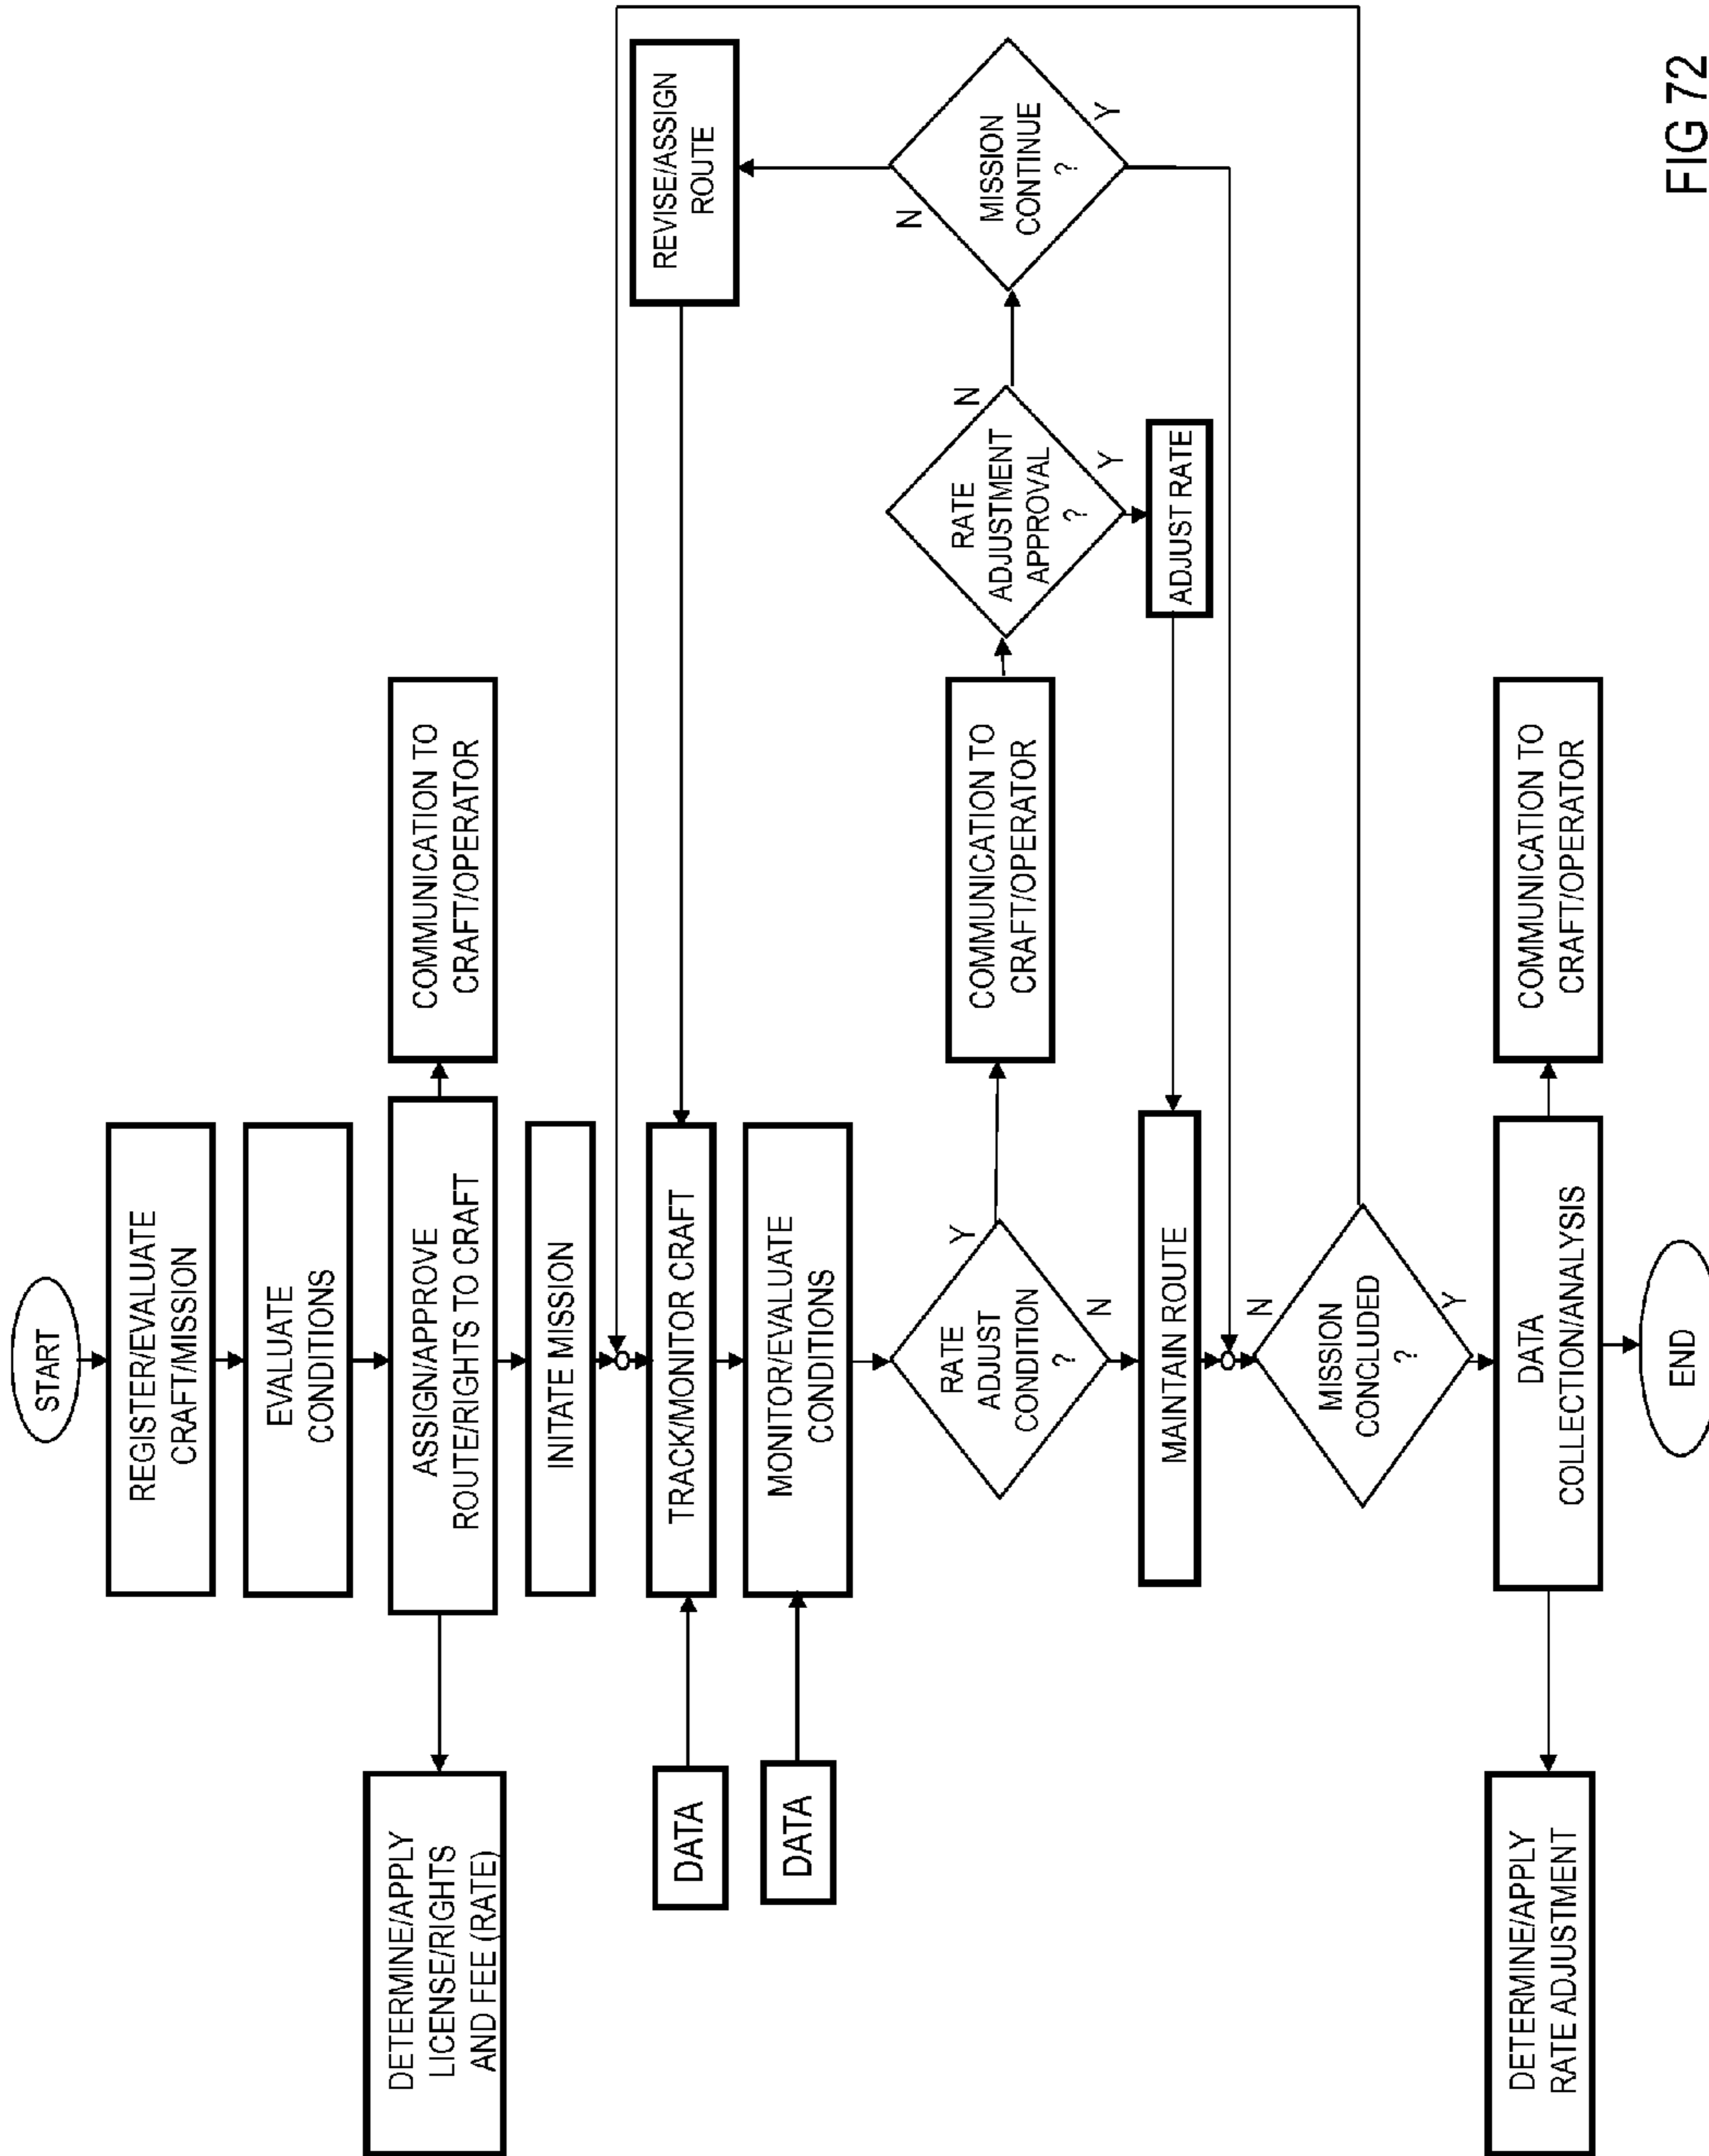 START
REGISTER/EVALUATE
CRAFT/MISSION
EVALUATE
CONDITIONS
DETERMINE/APPLY
LICENSE/RIGHTS
AND FEE (RATE)
ASSIGN/APPROVE
ROUTE/RIGHTS TO CRAFT
COMMUNICATION TO
CRAFT/OPERATOR
INITATE MISSION
DATA
TRACK/MONITOR CRAFT
REVISE/ASSIGN
ROUTE
DATA
MONITOR/EVALUATE
CONDITIONS
RATE
ADJUST
CONDITION
?
Y
N
COMMUNICATION TO
CRAFT/OPERATOR
RATE
ADJUSTMENT
APPROVAL
?
N
Y
MISSION
CONTINUE
?
N
Y
ADJUST RATE
MAINTAIN ROUTE
MISSION
CONCLUDED
?
N
Y
DETERMINE/APPLY
RATE ADJUSTMENT
DATA
COLLECTION/ANALYSIS
COMMUNICATION TO
CRAFT/OPERATOR
END
FIG 72